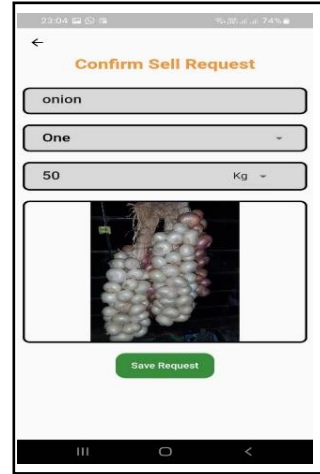 23:04
74%
Confirm Sell Request
onion
One
50 Kg
Save Request